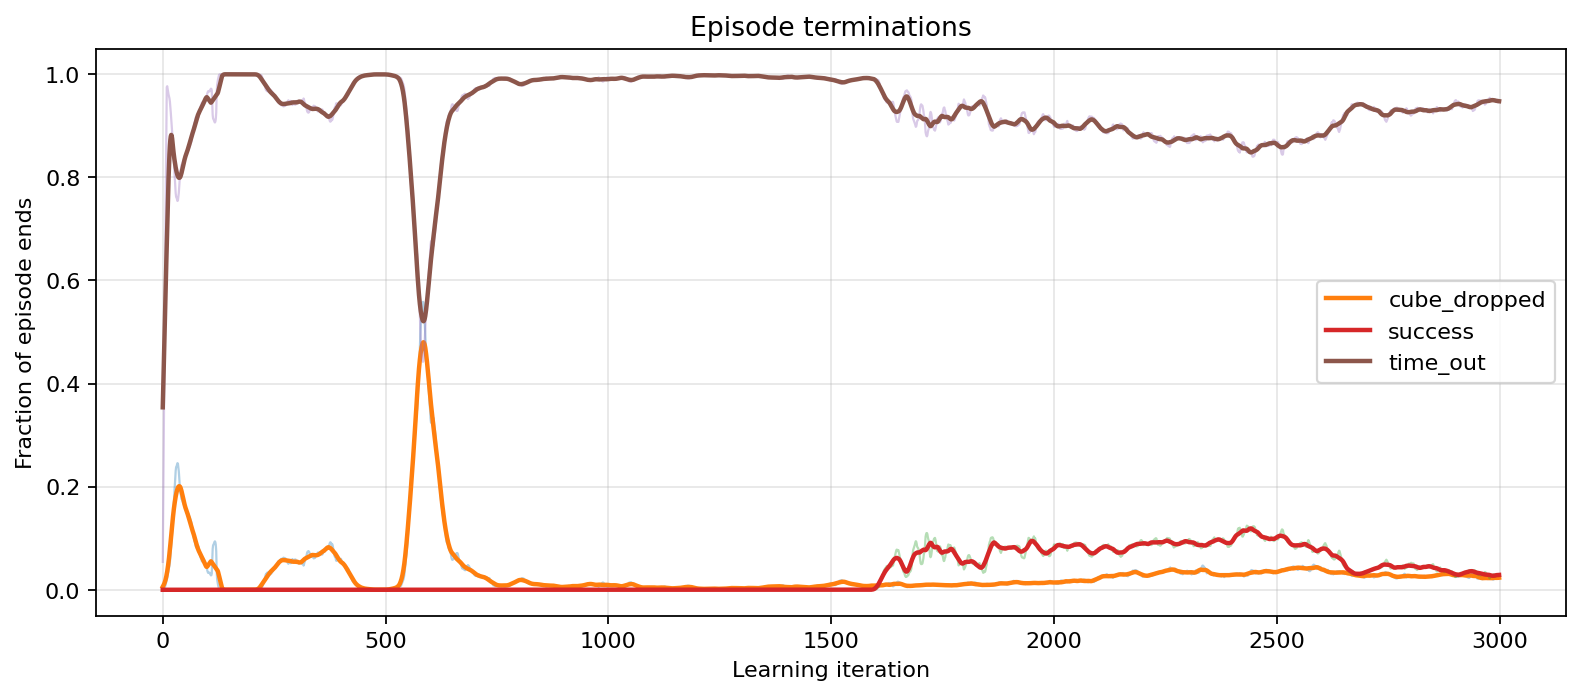 Episode terminations
Fraction of episode ends
1.0
0.8
0.6
0.4
0.2
0.0
cube_dropped
success
time_out
0 500 1000 1500 2000 2500 3000
Learning iteration